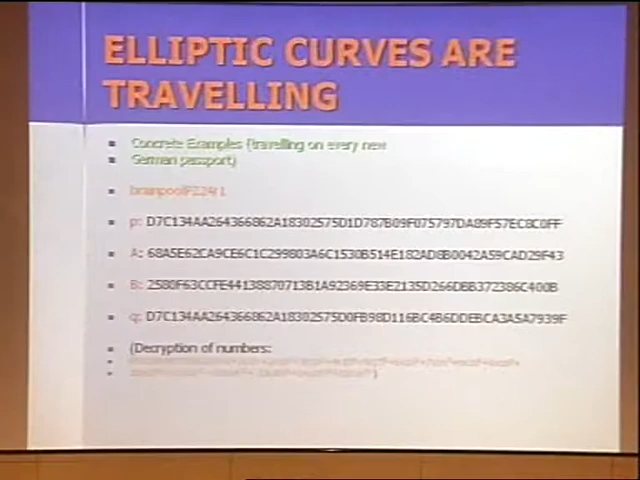 ELLIPTIC CURVES ARE
TRAVELLING
Concrete Examples (travelling on every new
German passport)
brainpoolP224r1
p: D7C134AA264366862A18302575D1D787B09F075797DA89F57EC8C0FF
A: 68A5E62CA9CE6C1C299803A6C1530B514E182AD8B0042A59CAD29F43
B: 2580F63CCFE44138870713B1A92369E33E2135D266DBB372386C400B
q: D7C134AA264366862A18302575D0FB98D116BC4B6DDEBCA3A5A7939F
(Decryption of numbers: